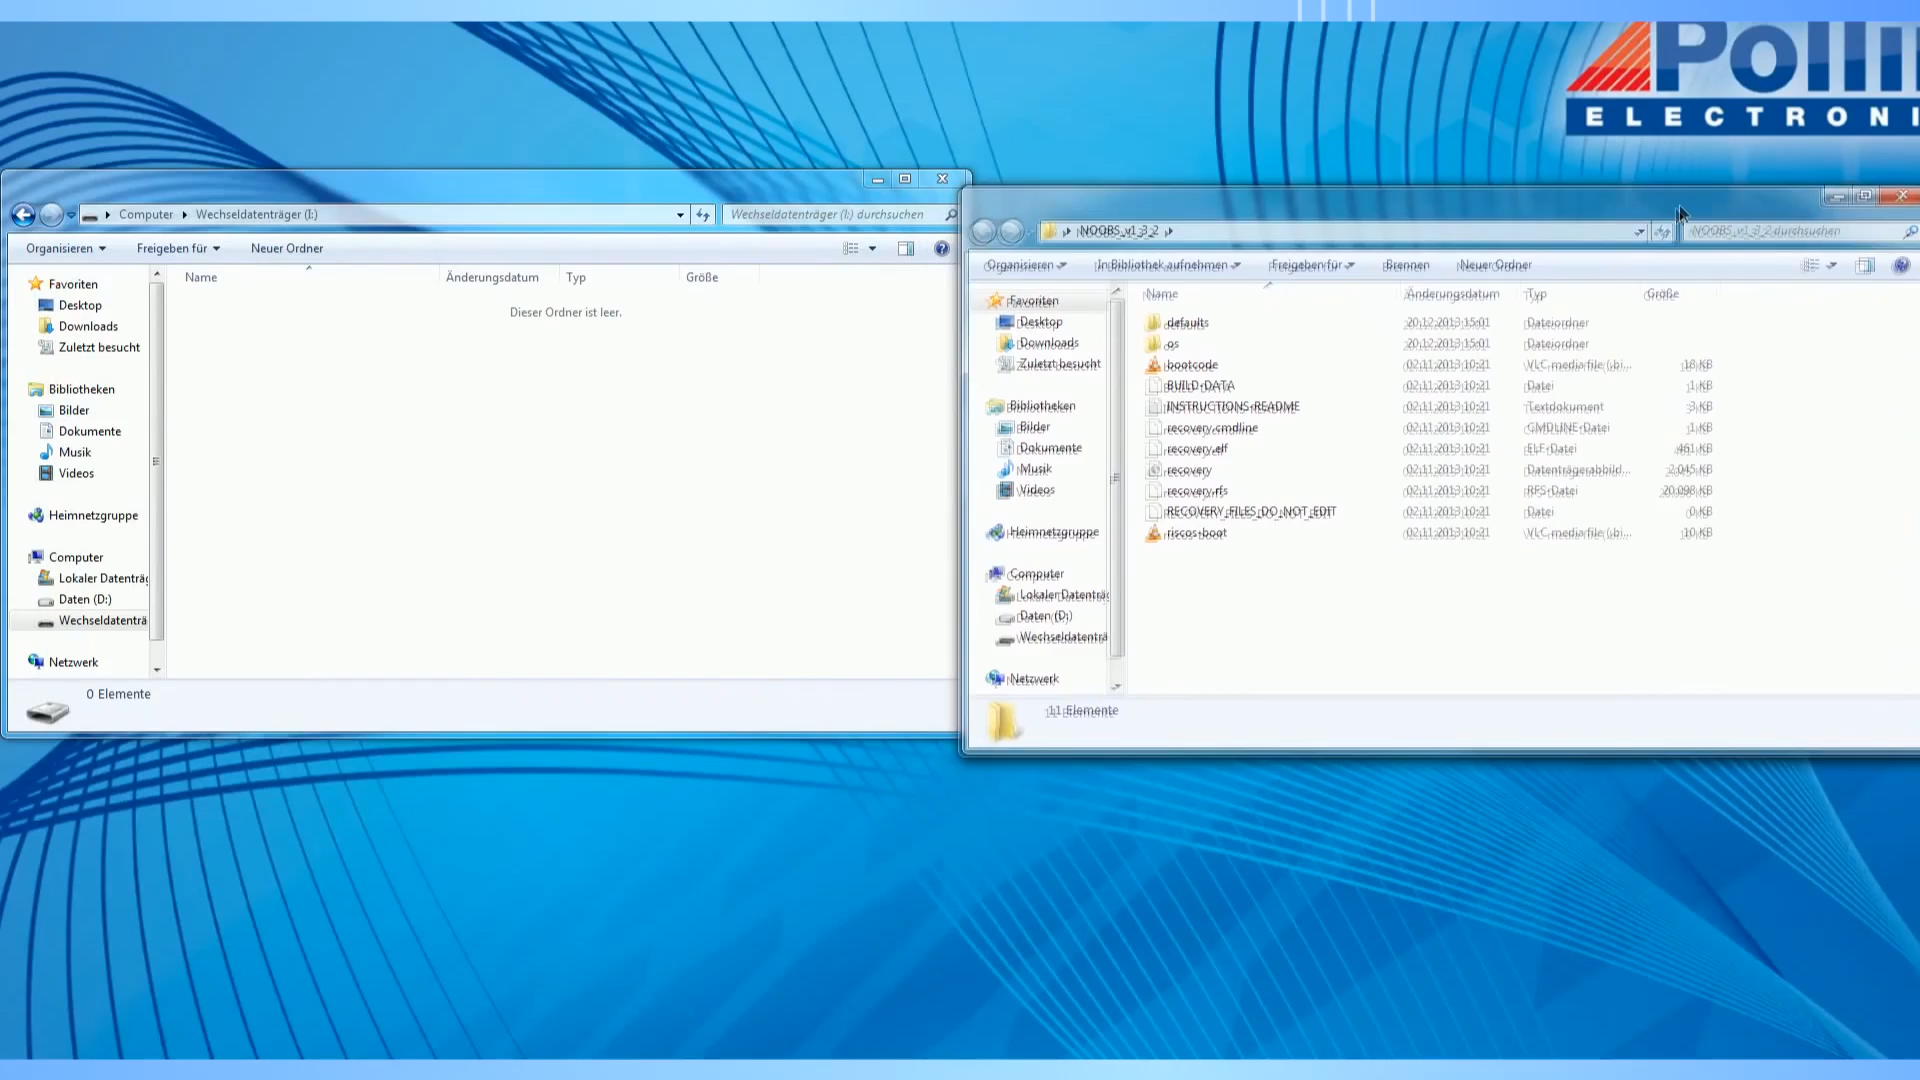 Polli
ELECTRONI
Computer Wechseldatenträger (I:)
Wechseldatenträger (I:) durchsuchen
Organisieren Freigeben für Neuer Ordner
Name Änderungsdatum Typ Größe
Dieser Ordner ist leer.
Favoriten
Desktop
Downloads
Zuletzt besucht
Bibliotheken
Bilder
Dokumente
Musik
Videos
Heimnetzgruppe
Computer
Lokaler Datenträg
Daten (D:)
Wechseldatenträ
Netzwerk
0 Elemente
NOOBS_v1_3_2
NOOBS_v1_3_2 durchsuchen
Organisieren In Bibliothek aufnehmen Freigeben für Brennen Neuer Ordner
Favoriten
Desktop
Downloads
Zuletzt besucht
Bibliotheken
Bilder
Dokumente
Musik
Videos
Heimnetzgruppe
Computer
Lokaler Datenträg
Daten (D:)
Wechseldatenträ
Netzwerk
Name Änderungsdatum Typ Größe
defaults 20.12.2013 15:01 Dateiordner
os 20.12.2013 15:01 Dateiordner
bootcode 02.11.2013 10:21 VLC media file (.bi... 18 KB
BUILD-DATA 02.11.2013 10:21 Datei 1 KB
INSTRUCTIONS-README 02.11.2013 10:21 Textdokument 3 KB
recovery.cmdline 02.11.2013 10:21 CMDLINE-Datei 1 KB
recovery.elf 02.11.2013 10:21 ELF-Datei 461 KB
recovery 02.11.2013 10:21 Datenträgerabbild... 2.045 KB
recovery.rfs 02.11.2013 10:21 RFS-Datei 20.098 KB
RECOVERY_FILES_DO_NOT_EDIT 02.11.2013 10:21 Datei 0 KB
riscos-boot 02.11.2013 10:21 VLC media file (.bi... 10 KB
11 Elemente